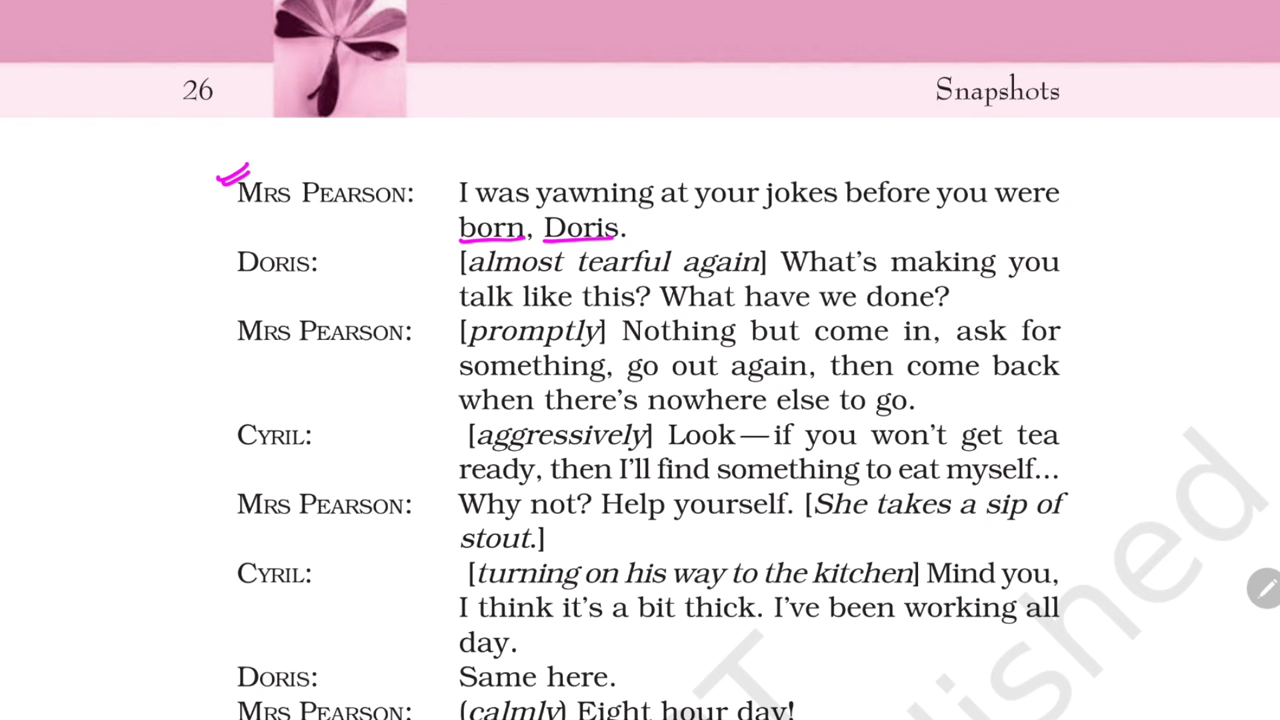 26 Snapshots
MRS PEARSON: I was yawning at your jokes before you were
born, Doris.
DORIS: [almost tearful again] What's making you
talk like this? What have we done?
MRS PEARSON: [promptly] Nothing but come in, ask for
something, go out again, then come back
when there's nowhere else to go.
CYRIL: [aggressively] Look—if you won't get tea
ready, then I'll find something to eat myself...
MRS PEARSON: Why not? Help yourself. [She takes a sip of
stout.]
CYRIL: [turning on his way to the kitchen] Mind you,
I think it's a bit thick. I've been working all
day.
DORIS: Same here.
MRS PEARSON: (calmly) Eight hour day!